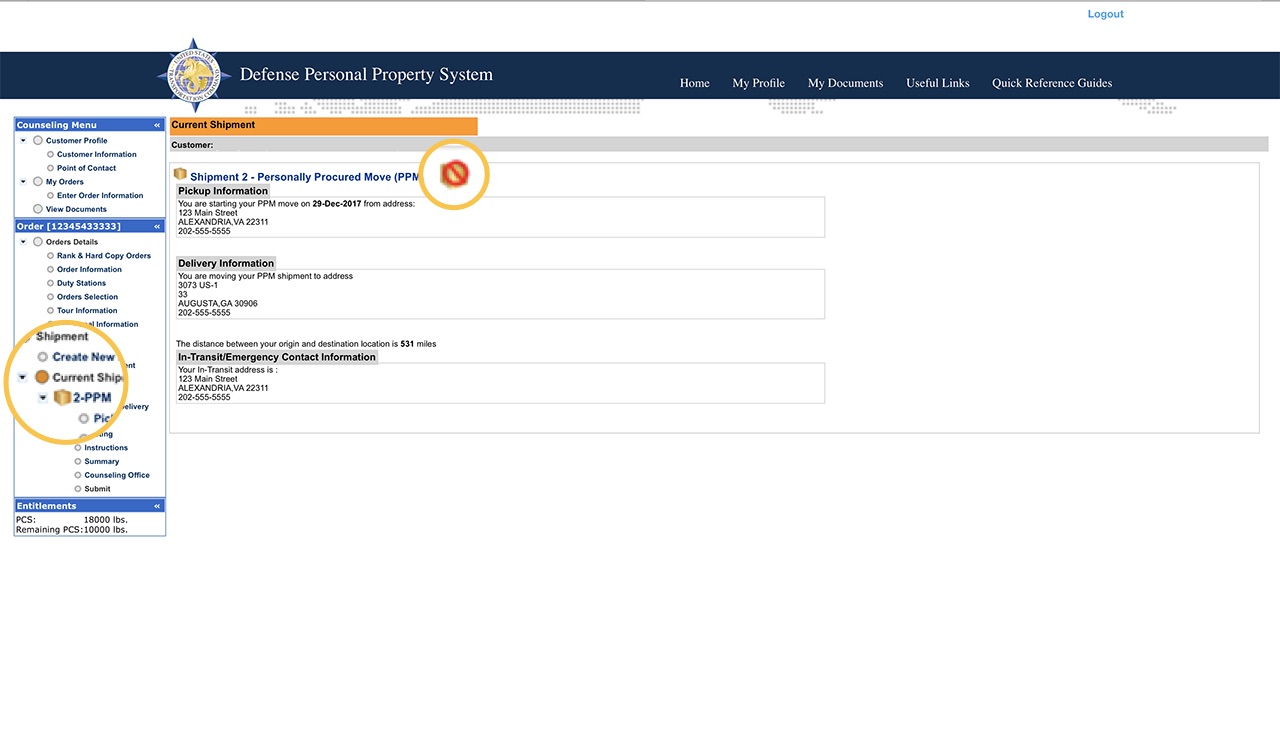 Logout
UNITED STATES TRANSPORTATION COMMAND
Defense Personal Property System
Home My Profile My Documents Useful Links Quick Reference Guides
Counseling Menu «
Customer Profile
Customer Information
Point of Contact
My Orders
Enter Order Information
View Documents
Order [12345433333] «
Orders Details
Rank & Hard Copy Orders
Order Information
Duty Stations
Orders Selection
Tour Information
al Information
Shipment
Create New
ent
Current Ship
2-PPM
elivery
Pic
ing
Instructions
Summary
Counseling Office
Submit
Entitlements «
PCS: 18000 lbs.
Remaining PCS:10000 lbs.
Current Shipment
Customer:
Shipment 2 - Personally Procured Move (PPM
Pickup Information
You are starting your PPM move on 29-Dec-2017 from address:
123 Main Street
ALEXANDRIA,VA 22311
202-555-5555
Delivery Information
You are moving your PPM shipment to address
3073 US-1
33
AUGUSTA,GA 30906
202-555-5555
The distance between your origin and destination location is 531 miles
In-Transit/Emergency Contact Information
Your In-Transit address is :
123 Main Street
ALEXANDRIA,VA 22311
202-555-5555